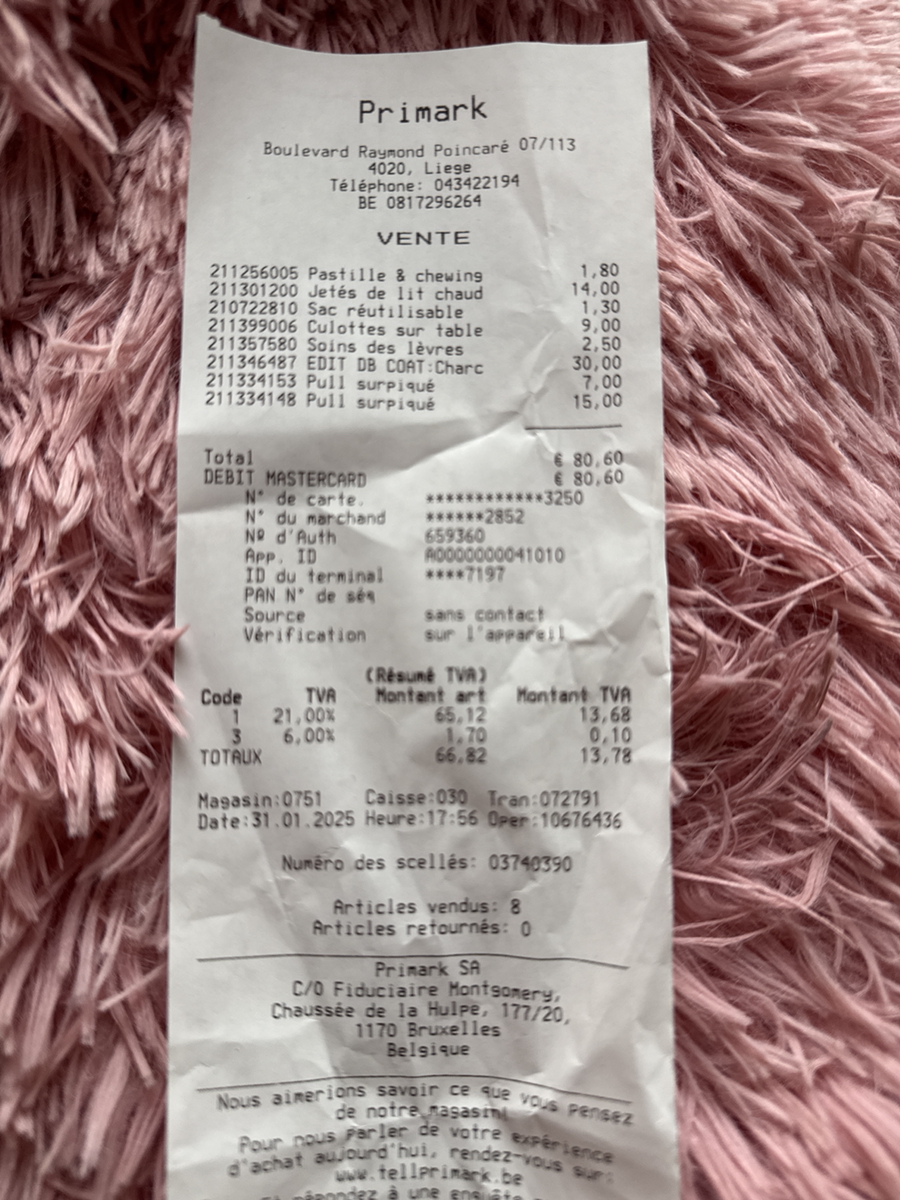 Primark
Boulevard Raymond Poincaré 07/113
4020, Liege
Téléphone: 043422194
BE 0817296264
VENTE
211256005 Pastille & chewing 1,80
211301200 Jetés de lit chaud 14,00
210722810 Sac réutilisable 1,30
211399006 Culottes sur table 9,00
211357580 Soins des lèvres 2,50
211346487 EDIT DB COAT:Charc 30,00
211334153 Pull surpiqué 7,00
211334148 Pull surpiqué 15,00
Total € 80,60
DEBIT MASTERCARD € 80,60
N° de carte. ************3250
N° du marchand ******2852
Nº d'Auth 659360
App. ID A0000000041010
ID du terminal ****7197
PAN N° de séq
Source sans contact
Vérification sur l'appareil
(Résumé TVA)
Code TVA Montant art Montant TVA
1 21,00% 65,12 13,68
3 6,00% 1,70 0,10
TOTAUX 66,82 13,78
Magasin:0751 Caisse:030 Tran:072791
Date:31.01.2025 Heure:17:56 Oper:10676436
Numéro des scellés: 03740390
Articles vendus: 8
Articles retournés: 0
Primark SA
C/O Fiduciaire Montgomery,
Chaussée de la Hulpe, 177/20,
1170 Bruxelles
Belgique
Nous aimerions savoir ce que vous pensez
de notre magasin!
Pour nous parler de votre expérience
d'achat aujourd'hui, rendez-vous sur:
www.tellprimark.be
répondez à une enquête